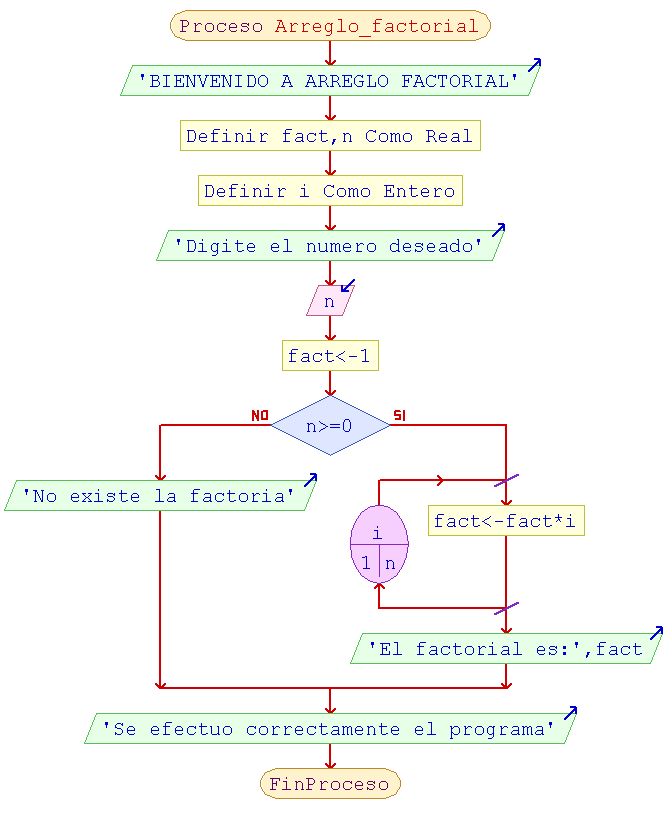 Proceso Arreglo_factorial
'BIENVENIDO A ARREGLO FACTORIAL'
Definir fact,n Como Real
Definir i Como Entero
'Digite el numero deseado'
n
fact<-1
NO
n>=0
SI
'No existe la factoria'
i
1
n
fact<-fact*i
'El factorial es:',fact
'Se efectuo correctamente el programa'
FinProceso